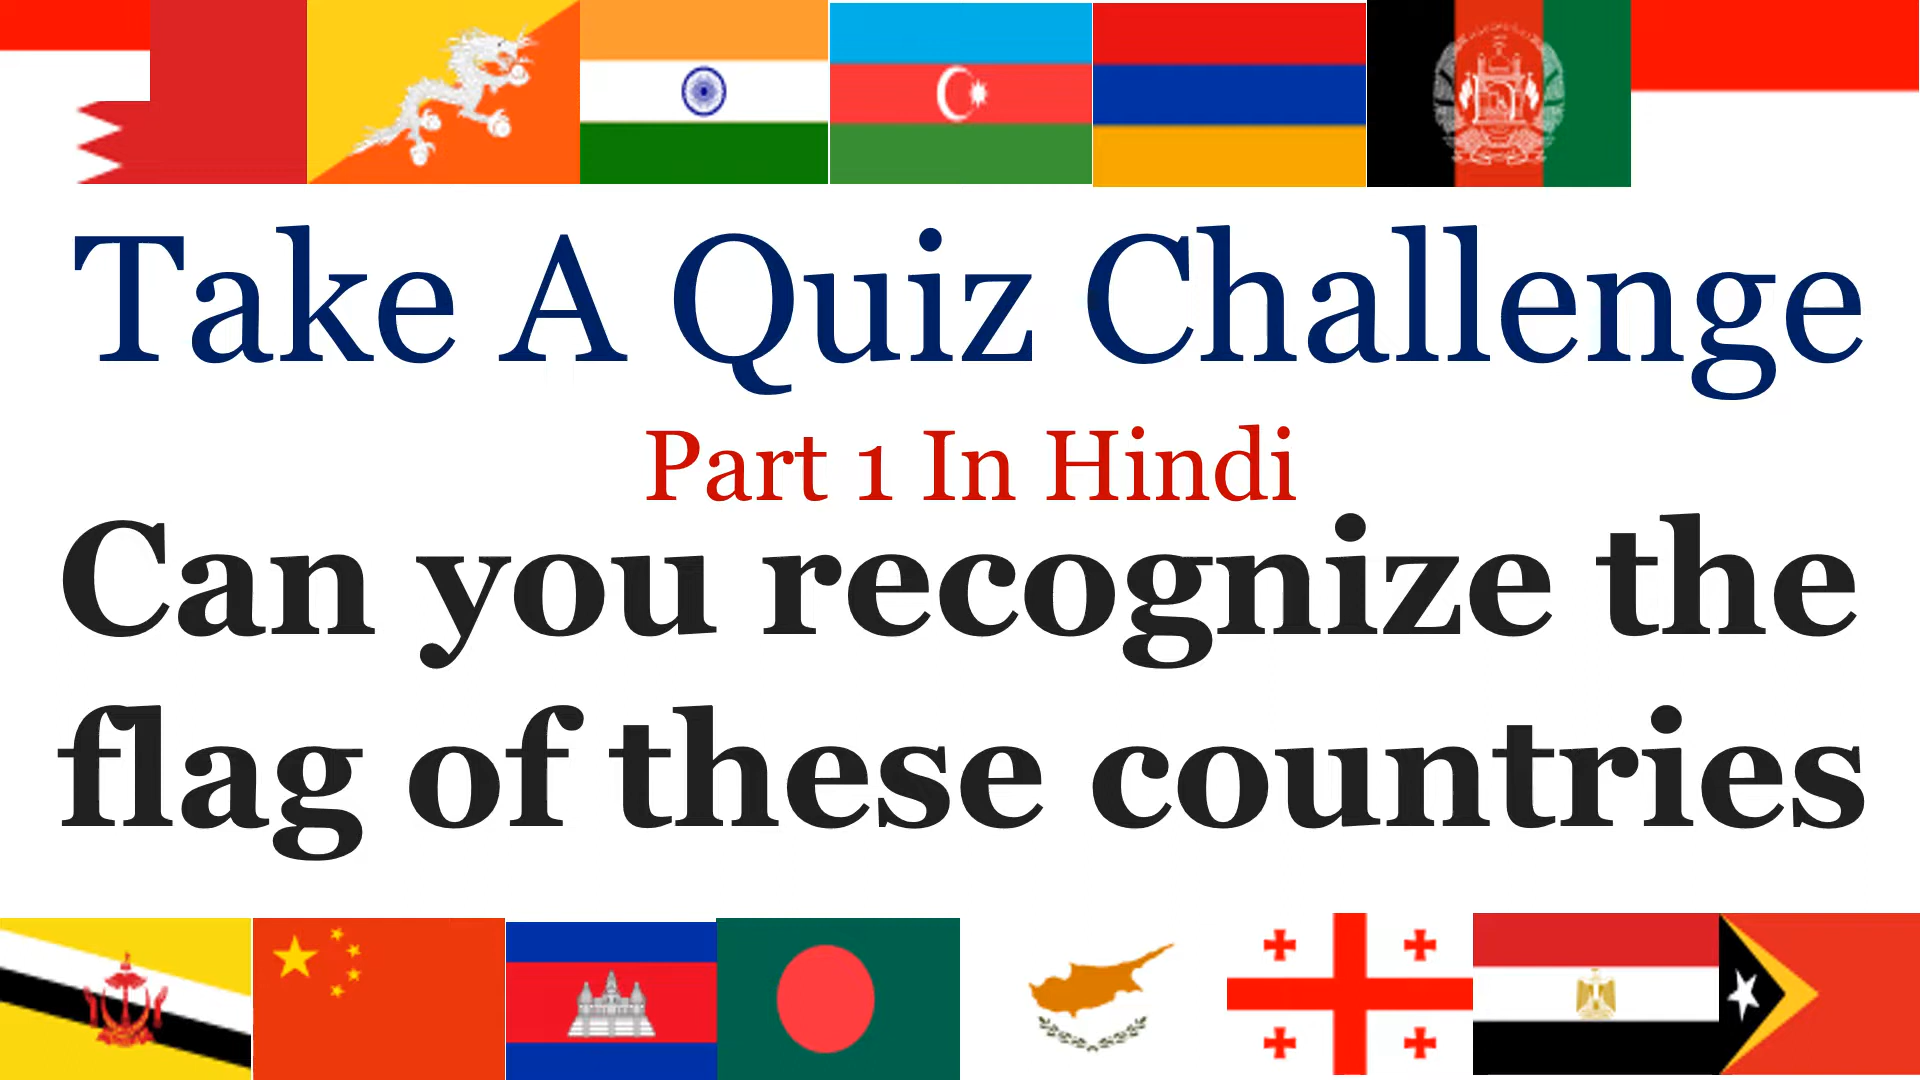 Take A Quiz Challenge
Part 1 In Hindi
Can you recognize the
flag of these countries